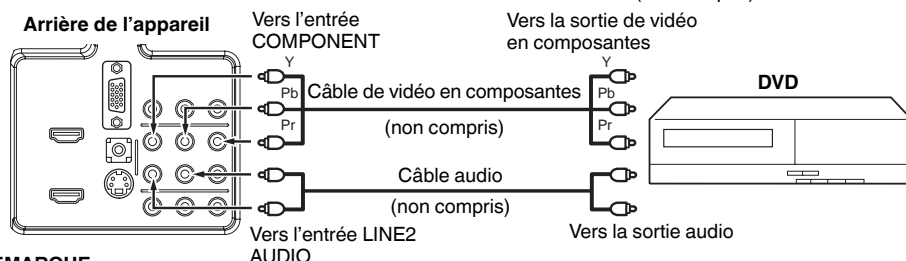 Arrière de l'appareil
Vers l'entrée
COMPONENT
Vers la sortie de vidéo
en composantes
Y
Pb
Pr
Câble de vidéo en composantes
(non compris)
Y
Pb
Pr
DVD
Câble audio
(non compris)
Vers l'entrée LINE2
AUDIO
Vers la sortie audio